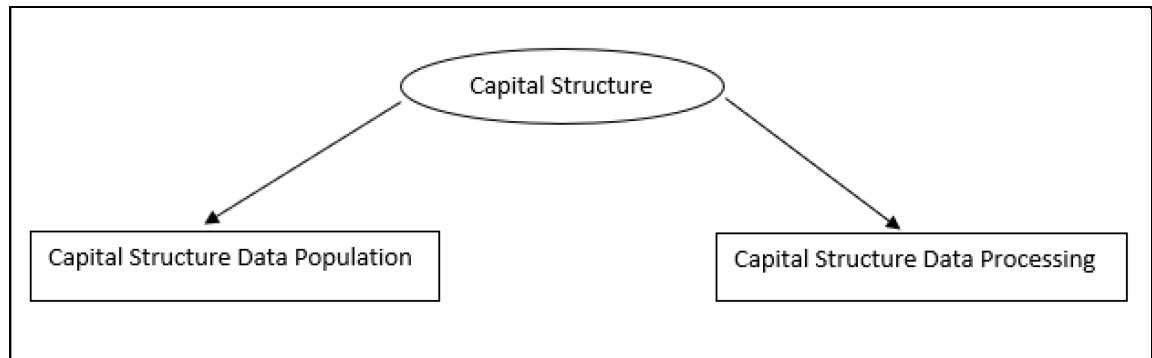 Capital Structure
Capital Structure Data Population
Capital Structure Data Processing